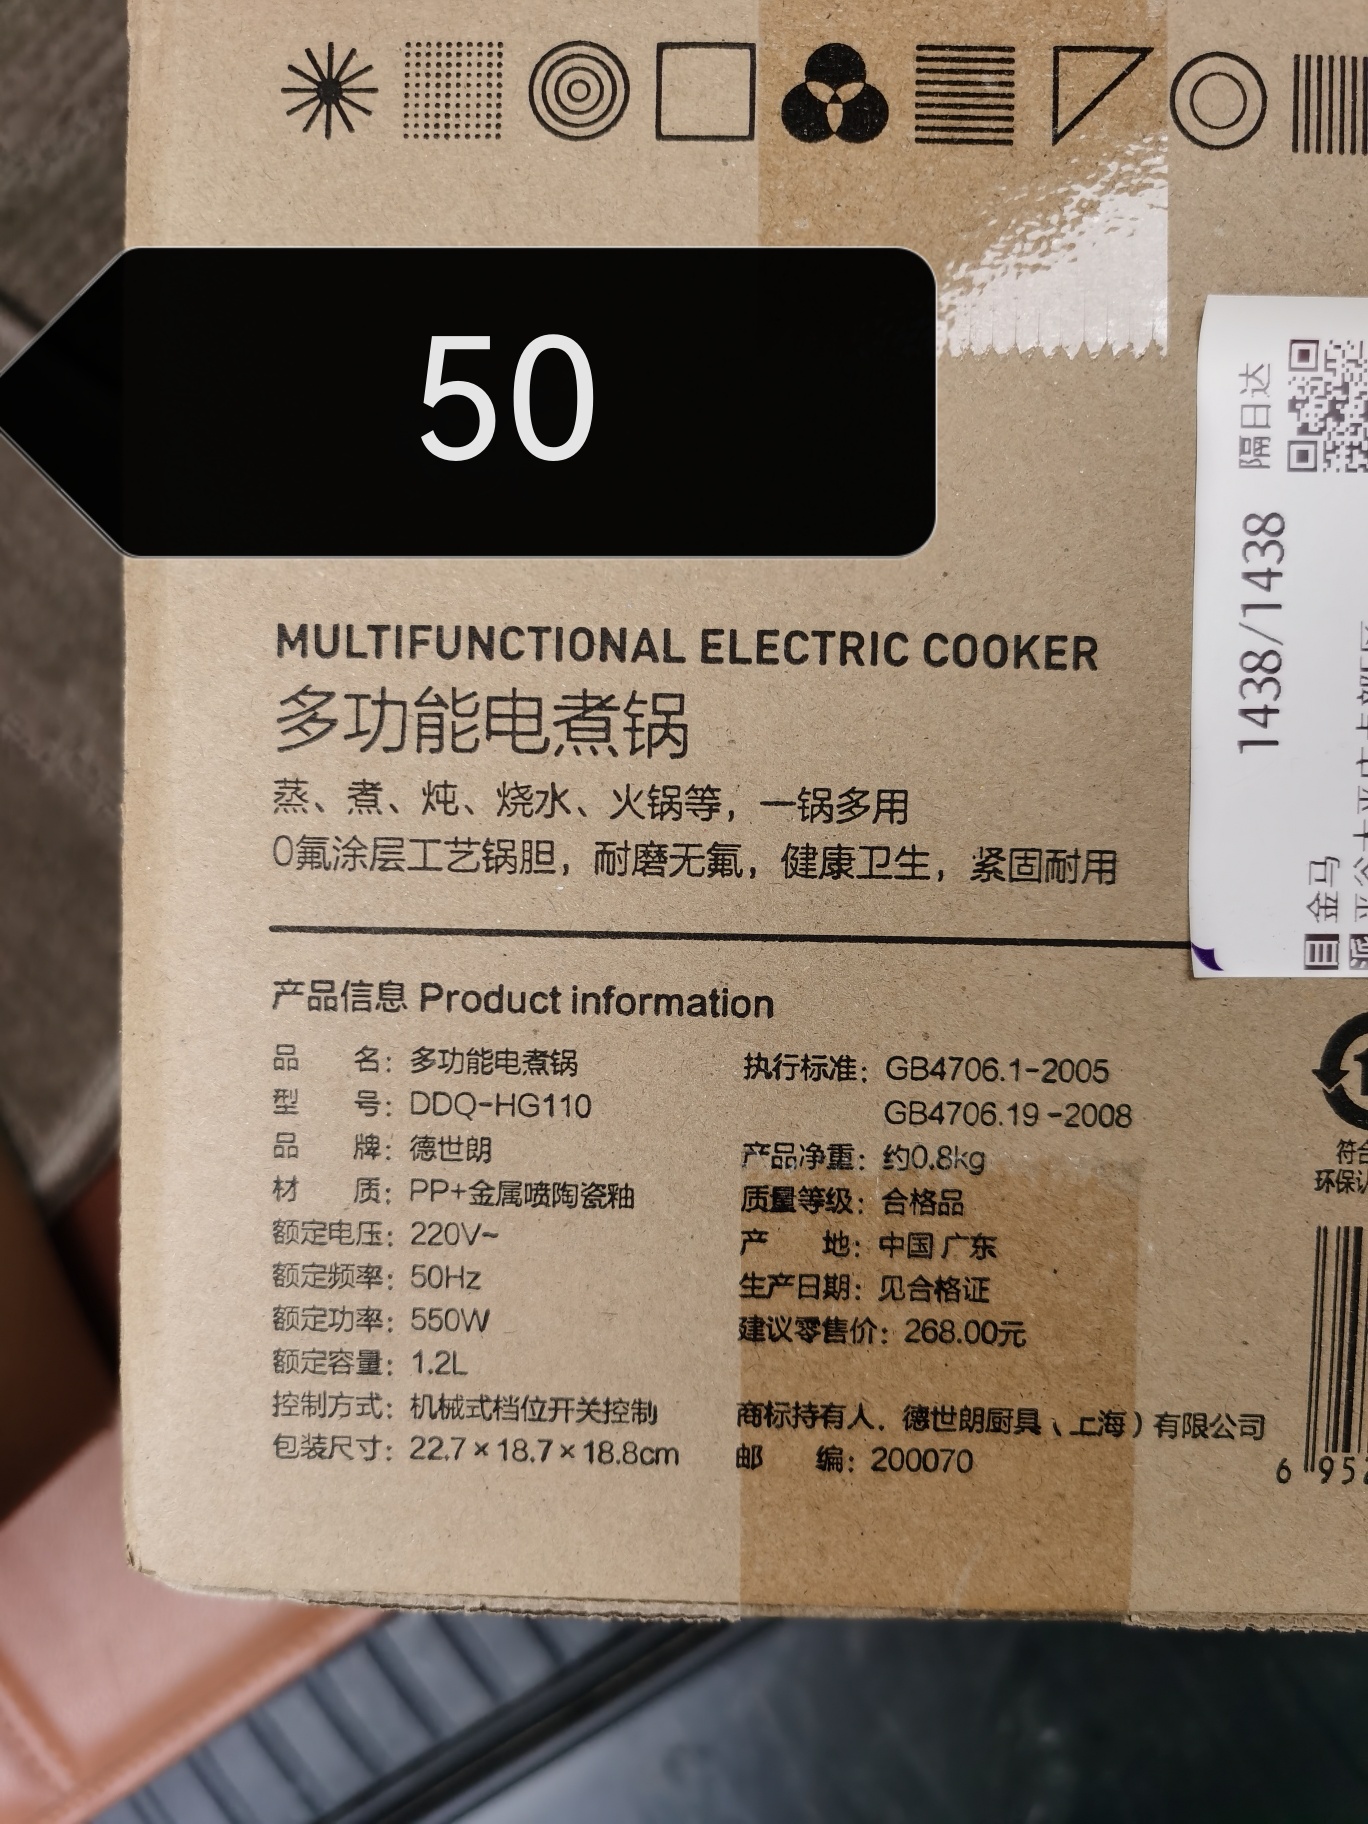 50
MULTIFUNCTIONAL ELECTRIC COOKER
多功能电煮锅
蒸、煮、炖、烧水、火锅等，一锅多用
0氟涂层工艺锅胆，耐磨无氟，健康卫生，紧固耐用
隔日达
1438/1438
金马
产品信息 Product information
品 名：多功能电煮锅
型 号：DDQ-HG110
品 牌：德世朗
材 质：PP+金属喷陶瓷釉
额定电压：220V~
额定频率：50Hz
额定功率：550W
额定容量：1.2L
控制方式：机械式档位开关控制
包装尺寸：22.7×18.7×18.8cm
执行标准：GB4706.1-2005
GB4706.19-2008
产品净重：约0.8kg
质量等级：合格品
产 地：中国 广东
生产日期：见合格证
建议零售价：268.00元
商标持有人．德世朗厨具（上海）有限公司
邮 编：200070
符合
环保认
6 952